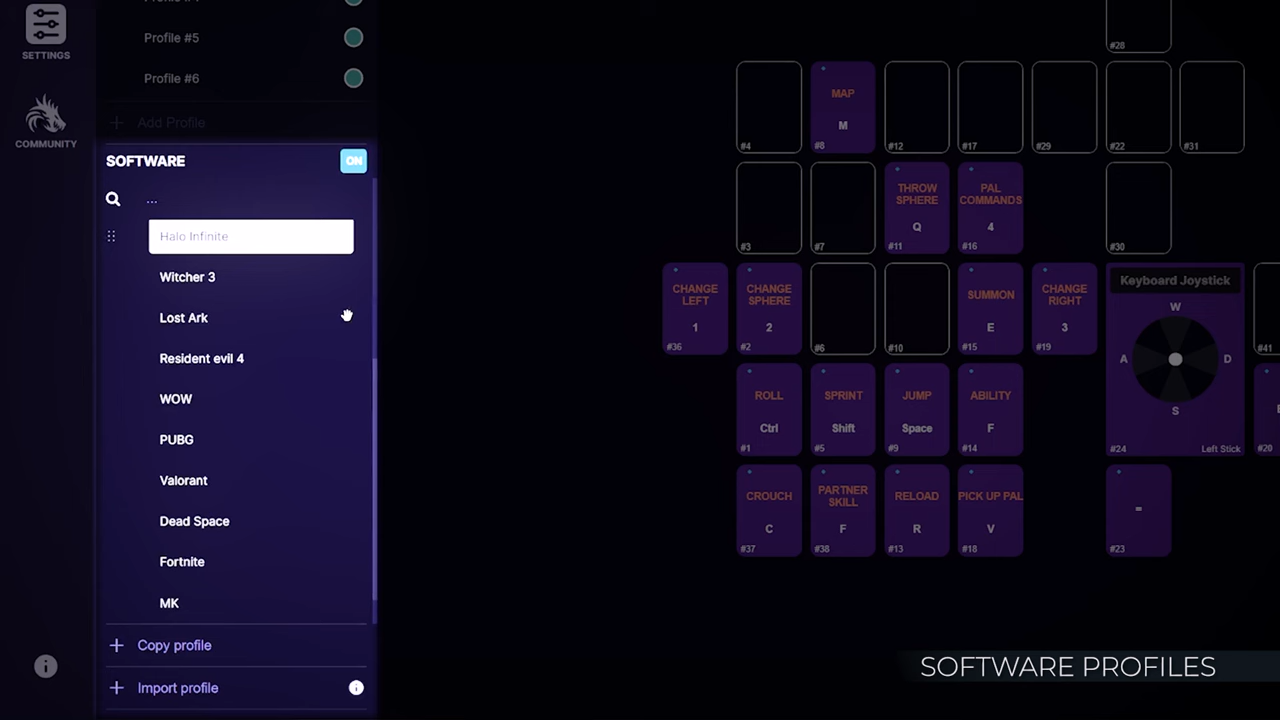 SETTINGS
COMMUNITY
Profile #5
Profile #6
Add Profile
SOFTWARE
ON
...
Halo Infinite
Witcher 3
Lost Ark
Resident evil 4
WOW
PUBG
Valorant
Dead Space
Fortnite
MK
Copy profile
Import profile
#28
#4
MAP
M
#8
#12
#17
#29
#22
#31
#3
#7
THROW
SPHERE
Q
#11
PAL
COMMANDS
4
#16
#30
CHANGE
LEFT
1
#36
CHANGE
SPHERE
2
#2
#6
#10
SUMMON
E
#15
CHANGE
RIGHT
3
#19
Keyboard Joystick
W
A
D
S
#24
Left Stick
#41
ROLL
Ctrl
#1
SPRINT
Shift
#5
JUMP
Space
#9
ABILITY
F
#14
#20
CROUCH
C
#37
PARTNER
SKILL
F
#38
RELOAD
R
#13
PICK UP PAL
V
#18
=
#23
SOFTWARE PROFILES